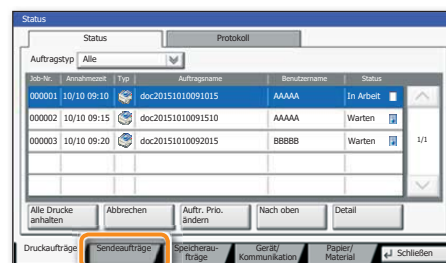 Status
Status Protokoll
Auftragstyp Alle
Job-Nr. Annahmezeit Typ Auftragsname Benutzername Status
000001 10/10 09:10 doc20151010091015 AAAAA In Arbeit
000002 10/10 09:15 doc20151010091510 AAAAA Warten
000003 10/10 09:20 doc20151010092015 BBBBB Warten 1/1
Alle Drucke anhalten Abbrechen Auftr. Prio. ändern Nach oben Detail
Druckaufträge Sendeaufträge Speicherau-fträge Gerät/Kommunikation Papier/Material Schließen